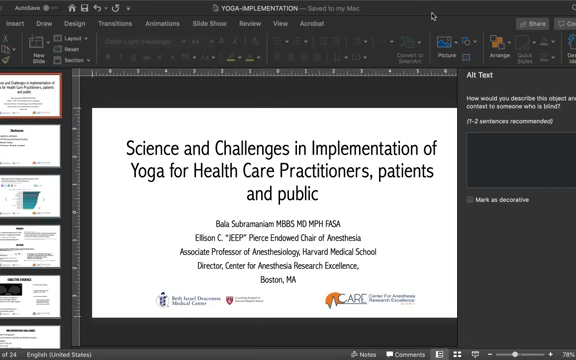 AutoSave
YOGA-IMPLEMENTATION — Saved to my Mac
Insert Draw Design Transitions Animations Slide Show Review View Acrobat
Share
New
Slide
Layout
Reset
Section
Convert to
SmartArt
Picture
Arrange
Quick
Styles
Alt Text
How would you describe this object and
context to someone who is blind?
(1-2 sentences recommended)
Mark as decorative
Science and Challenges in Implementation of
Yoga for Health Care Practitioners, patients
and public
Bala Subramaniam MBBS MD MPH FASA
Ellison C. “JEEP” Pierce Endowed Chair of Anesthesia
Associate Professor of Anesthesiology, Harvard Medical School
Director, Center for Anesthesia Research Excellence,
Boston, MA
Beth Israel Deaconess
Medical Center
CARE
Center For Anesthesia
Research Excellence
of 24
English (United States)
Notes
Comments
78%